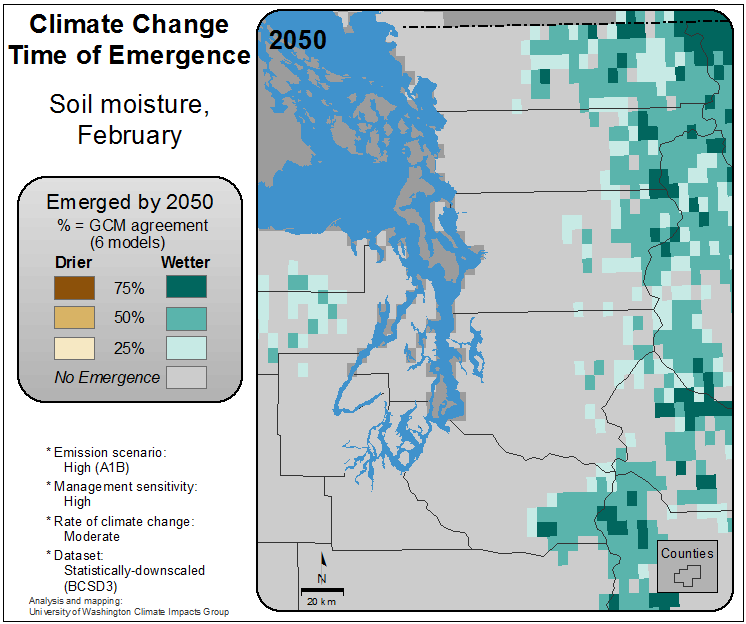 Climate Change
Time of Emergence
Soil moisture,
February
Emerged by 2050
% = GCM agreement
(6 models)
Drier Wetter
75%
50%
25%
No Emergence
* Emission scenario:
High (A1B)
* Management sensitivity:
High
* Rate of climate change:
Moderate
* Dataset:
Statistically-downscaled
(BCSD3)
Analysis and mapping:
University of Washington Climate Impacts Group
2050
N
20 km
Counties